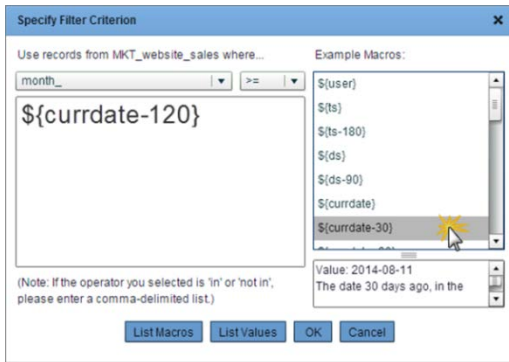 Specify Filter Criterion
Use records from MKT_website_sales where...
month_
>=
${currdate-120}
(Note: If the operator you selected is 'in' or 'not in',
please enter a comma-delimited list.)
Example Macros:
${user}
${ts}
${ts-180}
${ds}
${ds-90}
${currdate}
${currdate-30}
Value: 2014-08-11
The date 30 days ago, in the
List Macros
List Values
OK
Cancel